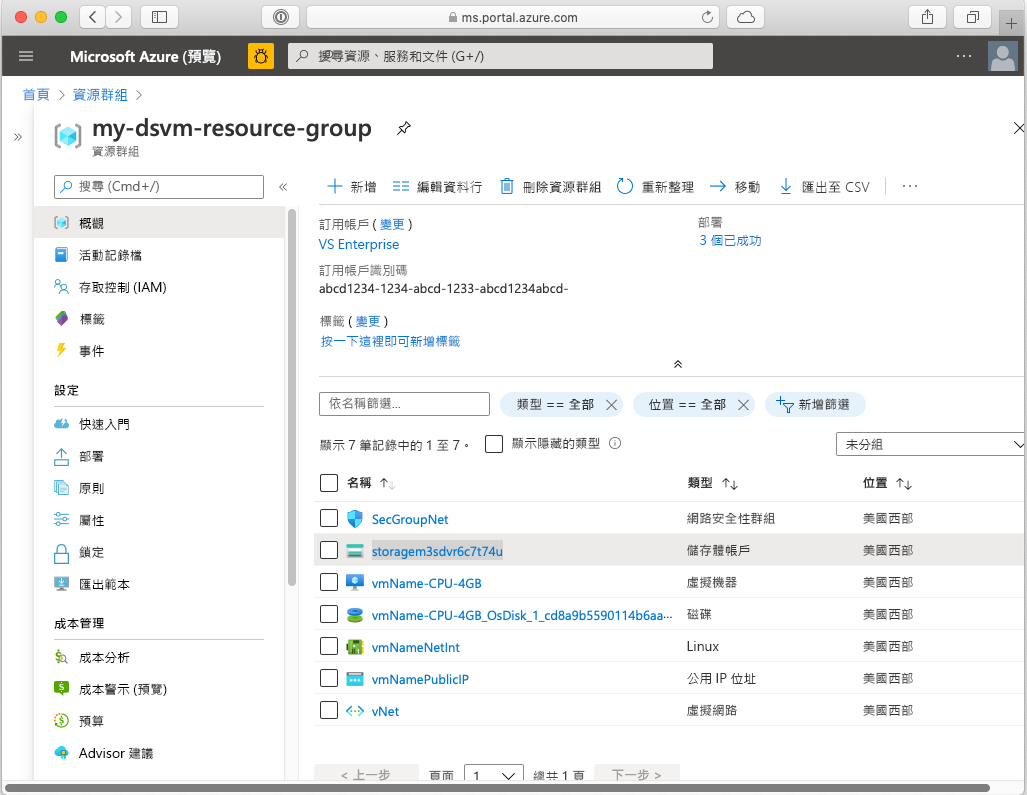 ms.portal.azure.com
Microsoft Azure (預覽)
搜尋資源、服務和文件 (G+/)
首頁 > 資源群組 >
my-dsvm-resource-group
資源群組
搜尋 (Cmd+/)
新增
編輯資料行
刪除資源群組
重新整理
移動
匯出至 CSV
概觀
活動記錄檔
存取控制 (IAM)
標籤
事件
設定
快速入門
部署
原則
屬性
鎖定
匯出範本
成本管理
成本分析
成本警示 (預覽)
預算
Advisor 建議
訂用帳戶 ( 變更 )
VS Enterprise
部署
3 個已成功
訂用帳戶識別碼
abcd1234-1234-abcd-1233-abcd1234abcd-
標籤 ( 變更 )
按一下這裡即可新增標籤
依名稱篩選...
類型 == 全部
位置 == 全部
新增篩選
顯示 7 筆記錄中的 1 至 7。
顯示隱藏的類型
未分組
名稱 類型 位置
SecGroupNet 網路安全性群組 美國西部
storagem3sdvr6c7t74u 儲存體帳戶 美國西部
vmName-CPU-4GB 虛擬機器 美國西部
vmName-CPU-4GB_OsDisk_1_cd8a9b5590114b6aa... 磁碟 美國西部
vmNameNetInt Linux 美國西部
vmNamePublicIP 公用 IP 位址 美國西部
vNet 虛擬網路 美國西部
< 上一步 頁面 1 總共 1 頁 下一步 >